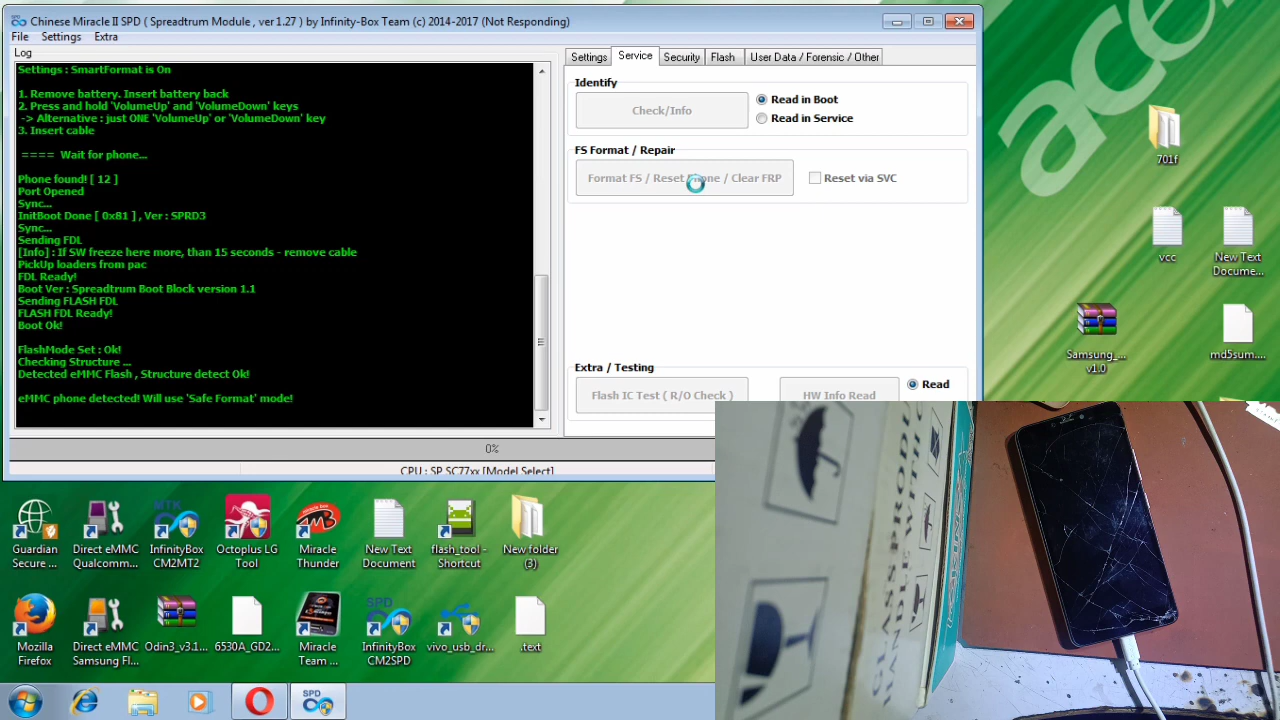 Chinese Miracle II SPD ( Spreadtrum Module , ver 1.27 ) by Infinity-Box Team (c) 2014-2017 (Not Responding)
File Settings Extra
Log
Settings : SmartFormat is On
1. Remove battery. Insert battery back
2. Press and hold 'VolumeUp' and 'VolumeDown' keys
-> Alternative : just ONE 'VolumeUp' or 'VolumeDown' key
3. Insert cable
==== Wait for phone...
Phone found! [ 12 ]
Port Opened
Sync...
InitBoot Done [ 0x81 ] , Ver : SPRD3
Sync...
Sending FDL
[Info] : If SW freeze here more, than 15 seconds - remove cable
PickUp loaders from pac
FDL Ready!
Boot Ver : Spreadtrum Boot Block version 1.1
Sending FLASH FDL
FLASH FDL Ready!
Boot Ok!
FlashMode Set : Ok!
Checking Structure ...
Detected eMMC Flash , Structure detect Ok!
eMMC phone detected! Will use 'Safe Format' mode!
0%
CPU : SP SC77xx [Model Select]
Settings Service Security Flash User Data / Forensic / Other
Identify
Check/Info
Read in Boot
Read in Service
FS Format / Repair
Format FS / Reset Phone / Clear FRP
Reset via SVC
Extra / Testing
Flash IC Test ( R/O Check )
HW Info Read
Read
acer
701f
vcc
New Text
Docume...
Samsung_...
v1.0
md5sum....
Guardian
Secure ...
Direct eMMC
Qualcomm...
MTK
InfinityBox
CM2MT2
Octoplus LG
Tool
Miracle
Thunder
New Text
Document
flash_tool -
Shortcut
New folder
(3)
Mozilla
Firefox
Direct eMMC
Samsung Fl...
Odin3_v3.1...
6530A_GD2...
Miracle
Team ...
SPD
InfinityBox
CM2SPD
vivo_usb_dr...
.text
SPD
GLASS PRODU
HANDLE WITH C